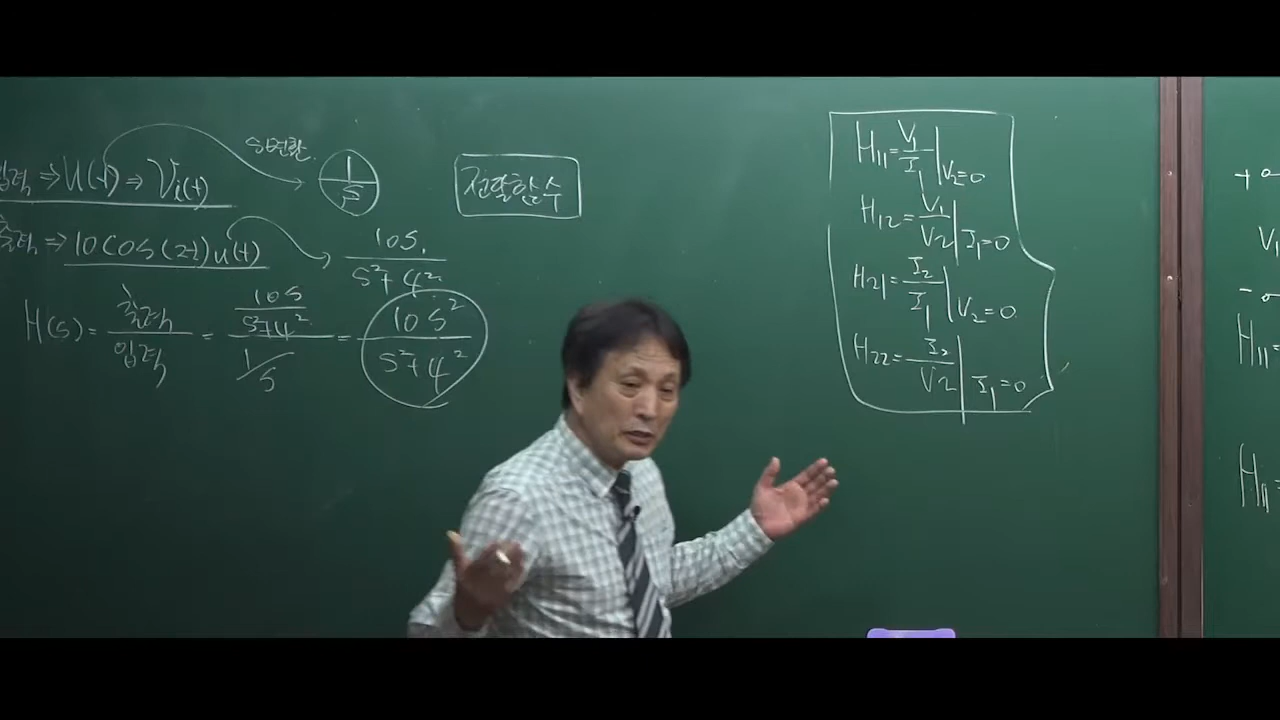 입력 ⇒ u(t) ⇒ Vi(t)
S변환
1/S
전달함수
출력 ⇒ 10cos(2t)u(t)
10S / S²+4²
H(S) = 출력/입력 = (10S / S²+4²) / (1/S) = 10S² / S²+4²
H11 = V1/I1 | V2=0
H12 = V1/V2 | I1=0
H21 = I2/I1 | V2=0
H22 = I2/V2 | I1=0
+
V1
-
H11=
H11=